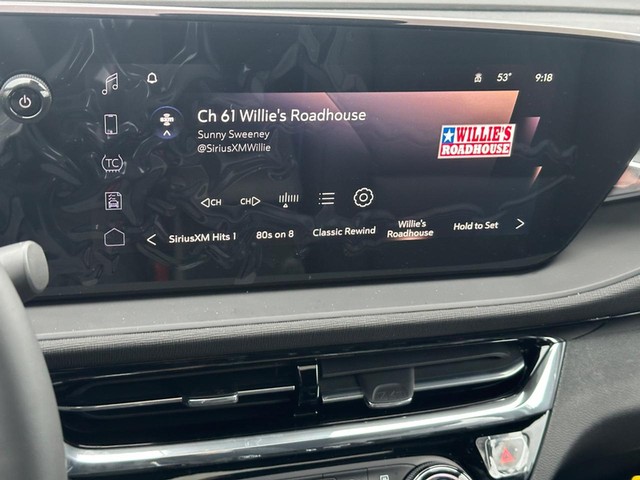 53°
9:18
Ch 61 Willie's Roadhouse
Sunny Sweeney
@SiriusXMWillie
WILLIE'S
ROADHOUSE
TC
CH
CH
SiriusXM Hits 1
80s on 8
Classic Rewind
Willie's
Roadhouse
Hold to Set